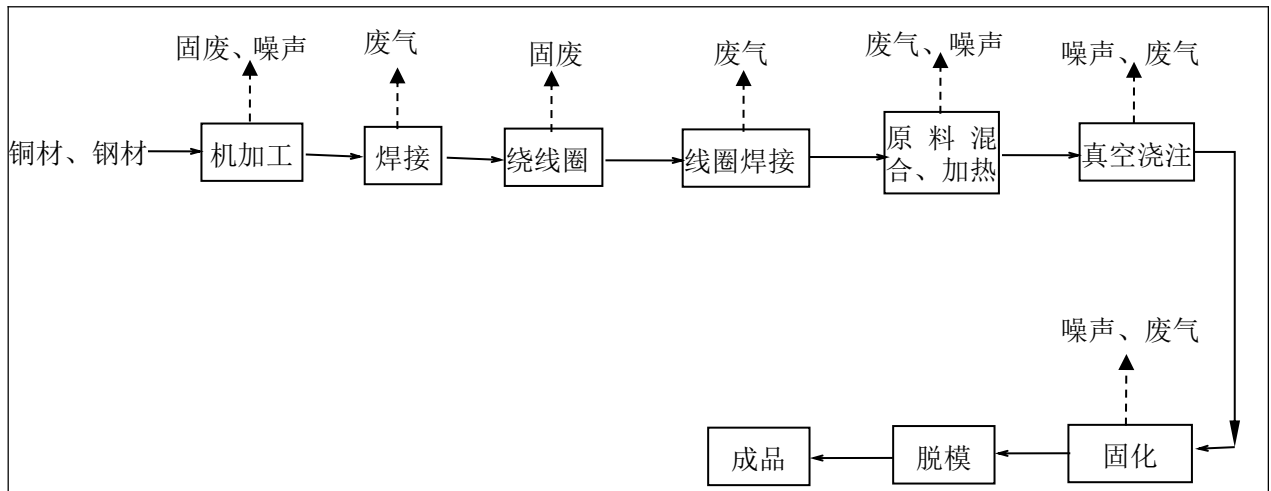 固废、噪声
废气
固废
废气
废气、噪声
噪声、废气
铜材、钢材
机加工
焊接
绕线圈
线圈焊接
原料混
合、加热
真空浇注
噪声、废气
成品
脱模
固化